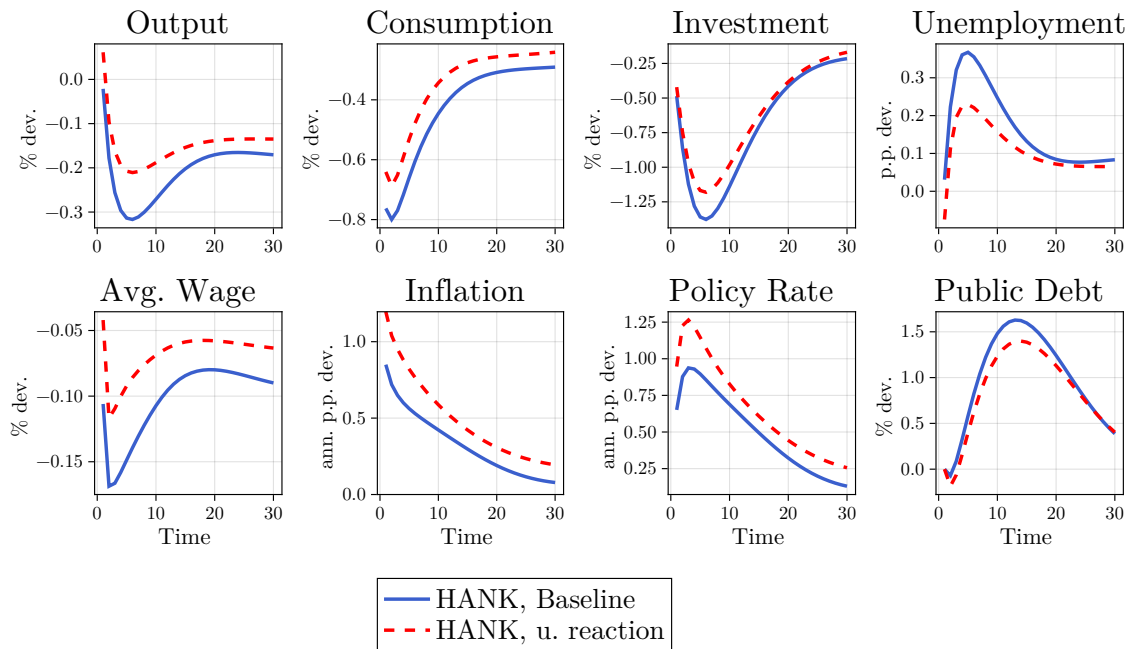 Output
Consumption
Investment
Unemployment
% dev.
0.0
−0.1
−0.2
−0.3
0
10
20
30
% dev.
−0.4
−0.6
−0.8
0
10
20
30
% dev.
−0.25
−0.50
−0.75
−1.00
−1.25
0
10
20
30
p.p. dev.
0.3
0.2
0.1
0.0
0
10
20
30
Avg. Wage
Inflation
Policy Rate
Public Debt
% dev.
−0.05
−0.10
−0.15
0
10
20
30
Time
ann. p.p. dev.
1.0
0.5
0.0
0
10
20
30
Time
ann. p.p. dev.
1.25
1.00
0.75
0.50
0.25
0
10
20
30
Time
% dev.
1.5
1.0
0.5
0.0
0
10
20
30
Time
HANK, Baseline
HANK, u. reaction